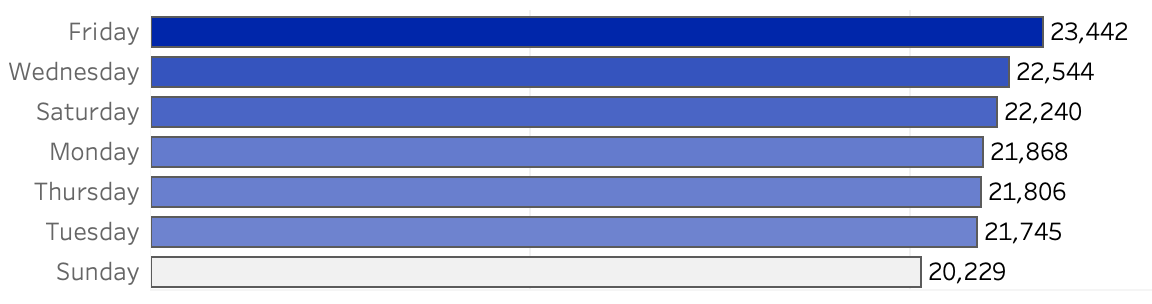 Friday 23,442
Wednesday 22,544
Saturday 22,240
Monday 21,868
Thursday 21,806
Tuesday 21,745
Sunday 20,229